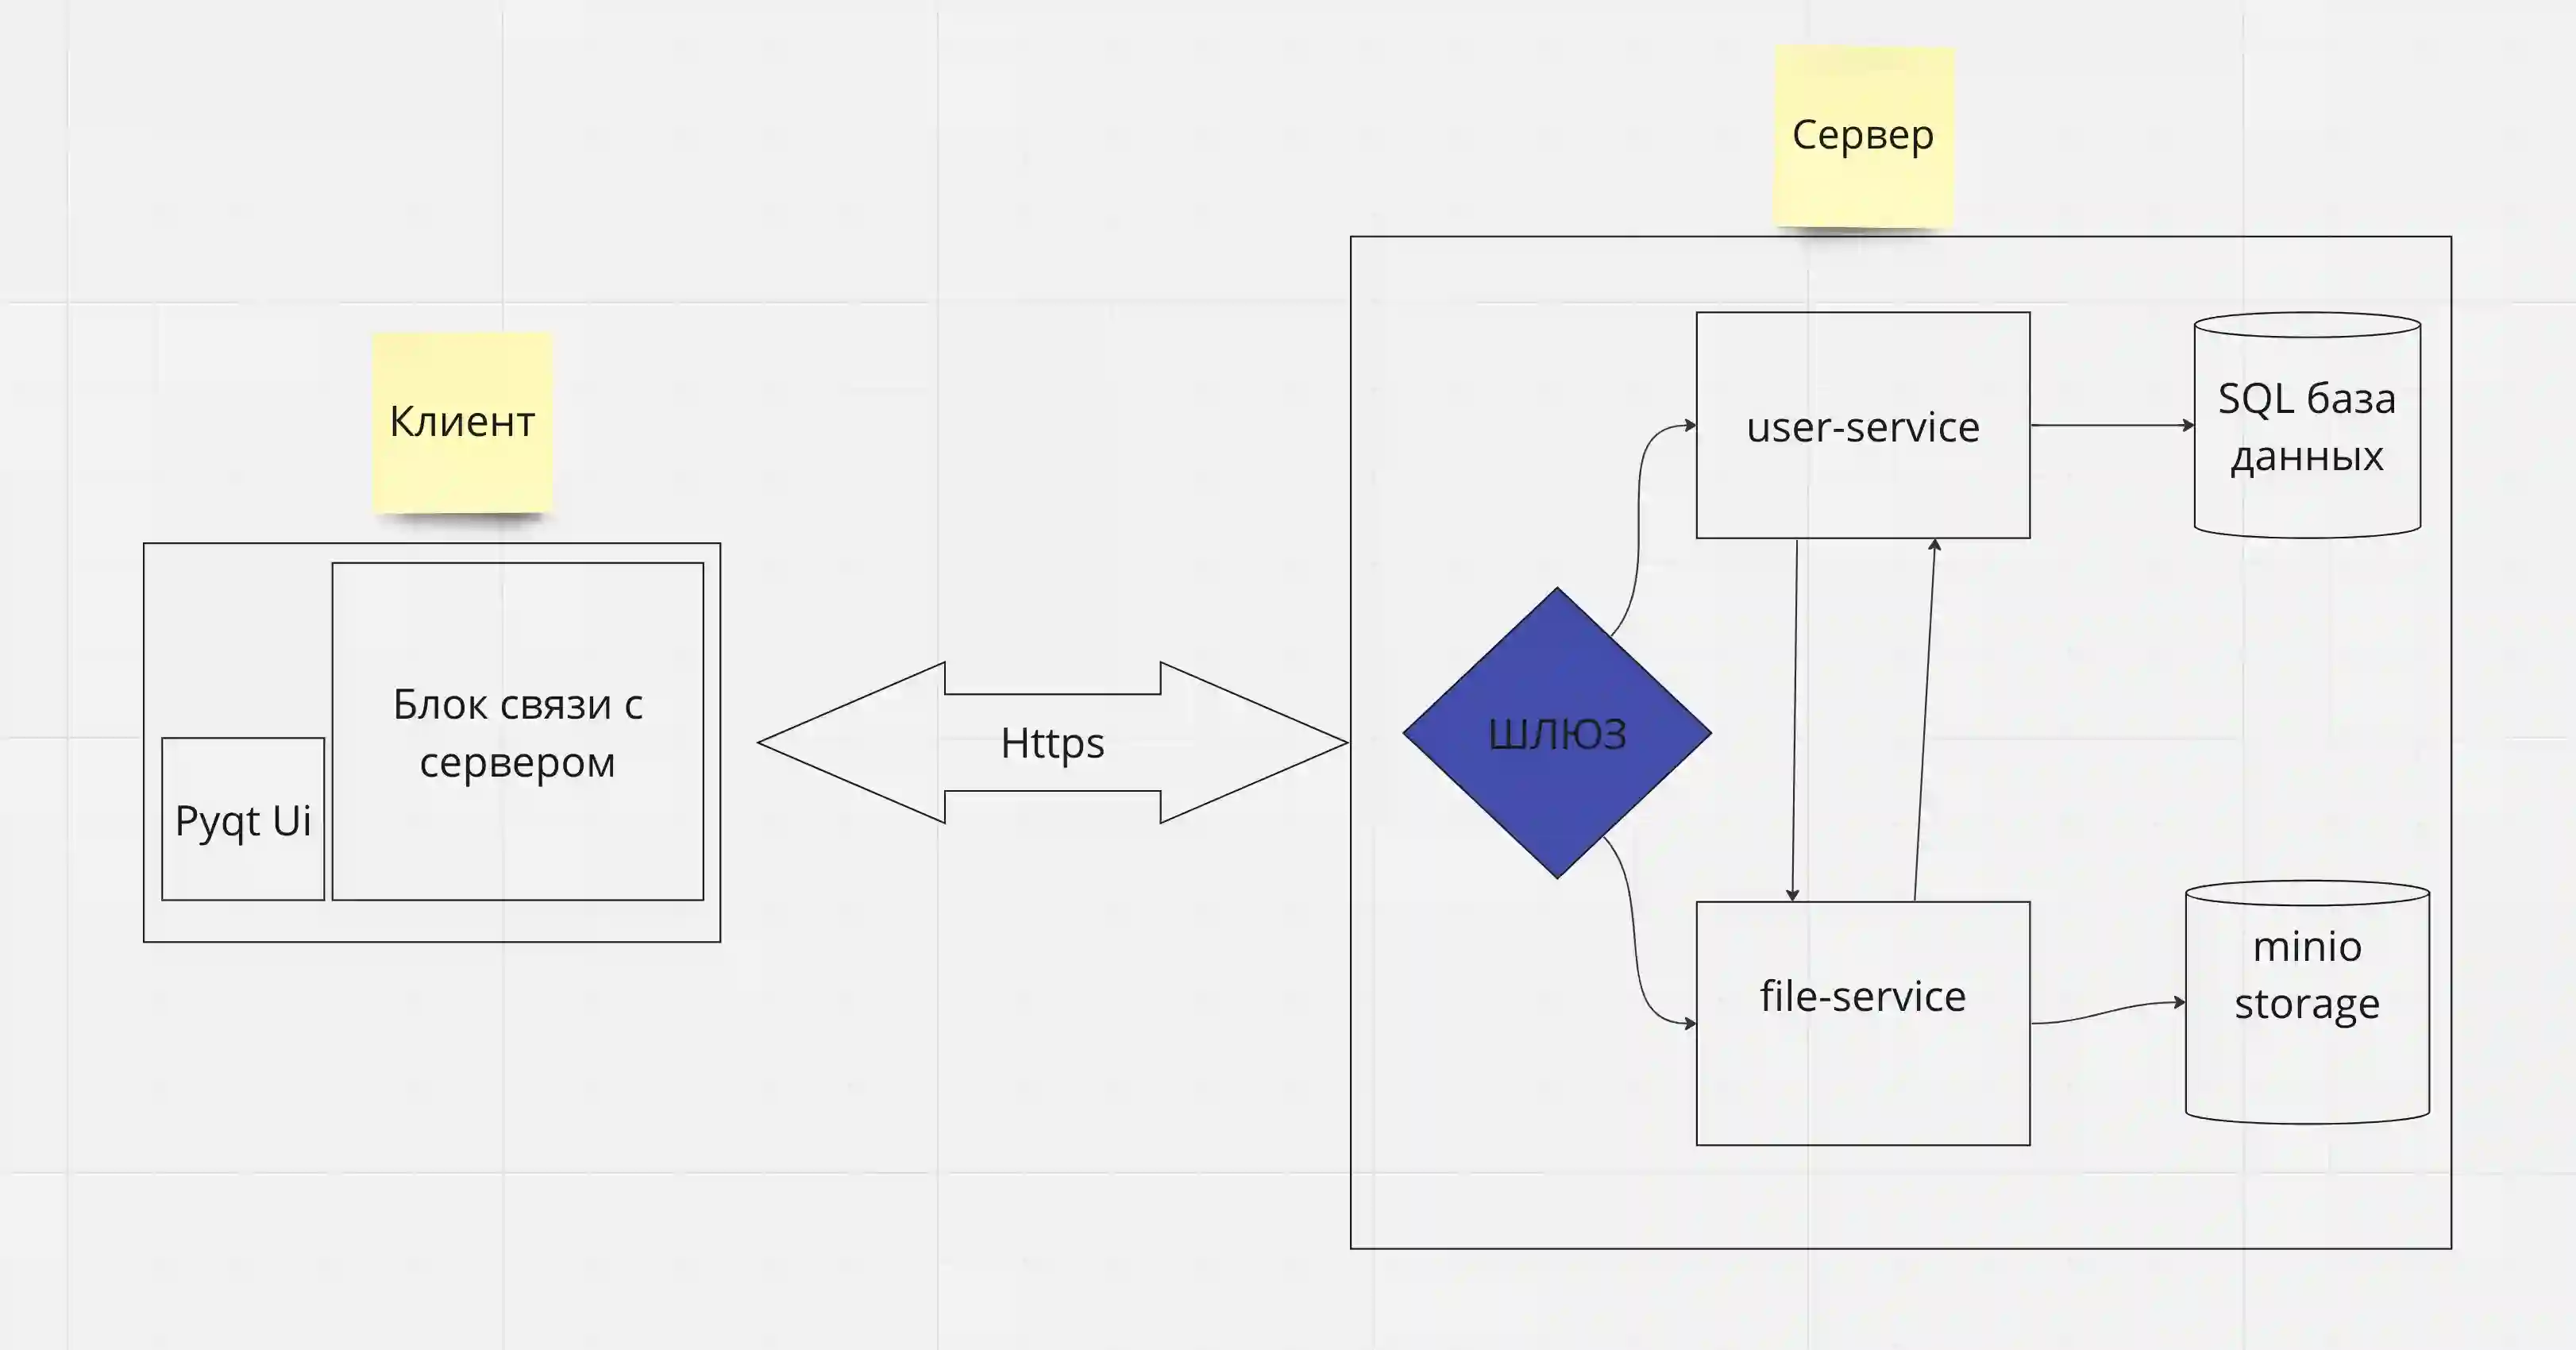 Сервер
Клиент
user-service
SQL база
данных
Блок связи с
сервером
Pyqt Ui
Https
ШЛЮЗ
file-service
minio
storage